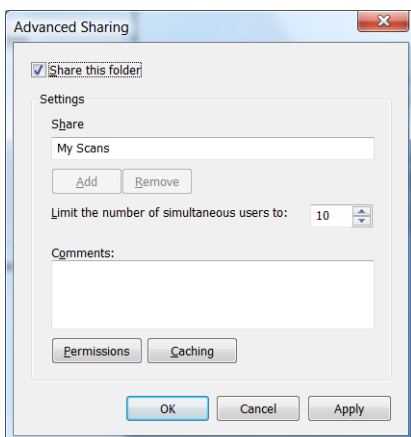 Advanced Sharing
Share this folder
Settings
Share
My Scans
Add Remove
Limit the number of simultaneous users to: 10
Comments:
Permissions Caching
OK Cancel Apply